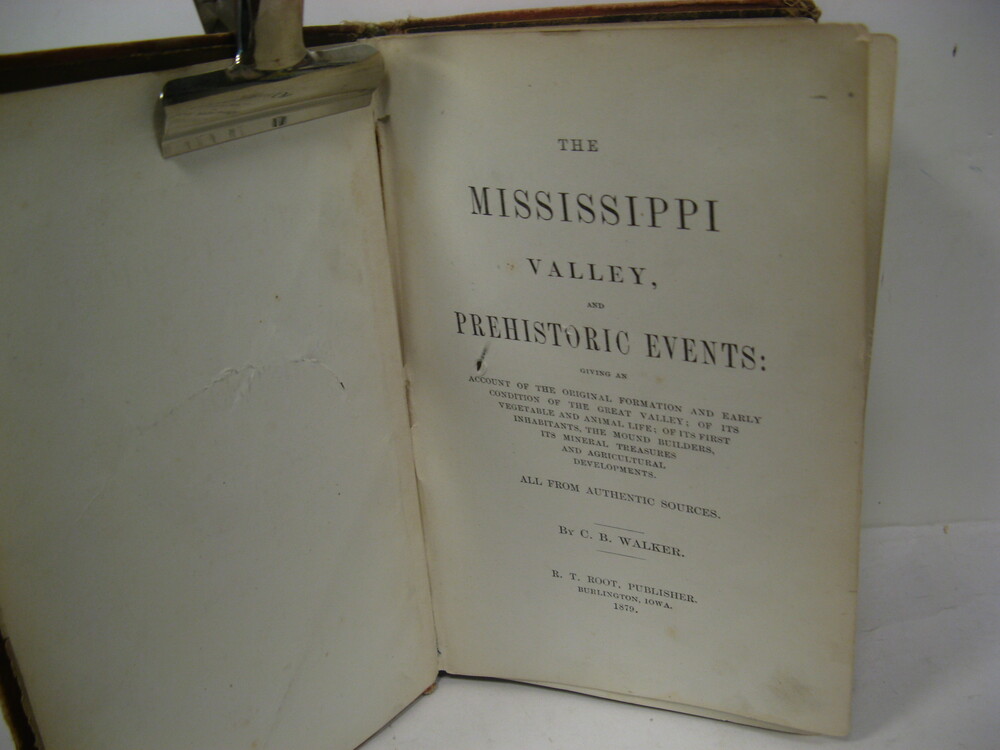 THE
MISSISSIPPI
VALLEY,
AND
PREHISTORIC EVENTS:
GIVING AN
ACCOUNT OF THE ORIGINAL FORMATION AND EARLY
CONDITION OF THE GREAT VALLEY; OF ITS
VEGETABLE AND ANIMAL LIFE; OF ITS FIRST
INHABITANTS, THE MOUND BUILDERS,
ITS MINERAL TREASURES
AND AGRICULTURAL
DEVELOPMENTS.
ALL FROM AUTHENTIC SOURCES.
BY C. B. WALKER.
R. T. ROOT, PUBLISHER.
BURLINGTON, IOWA.
1879.